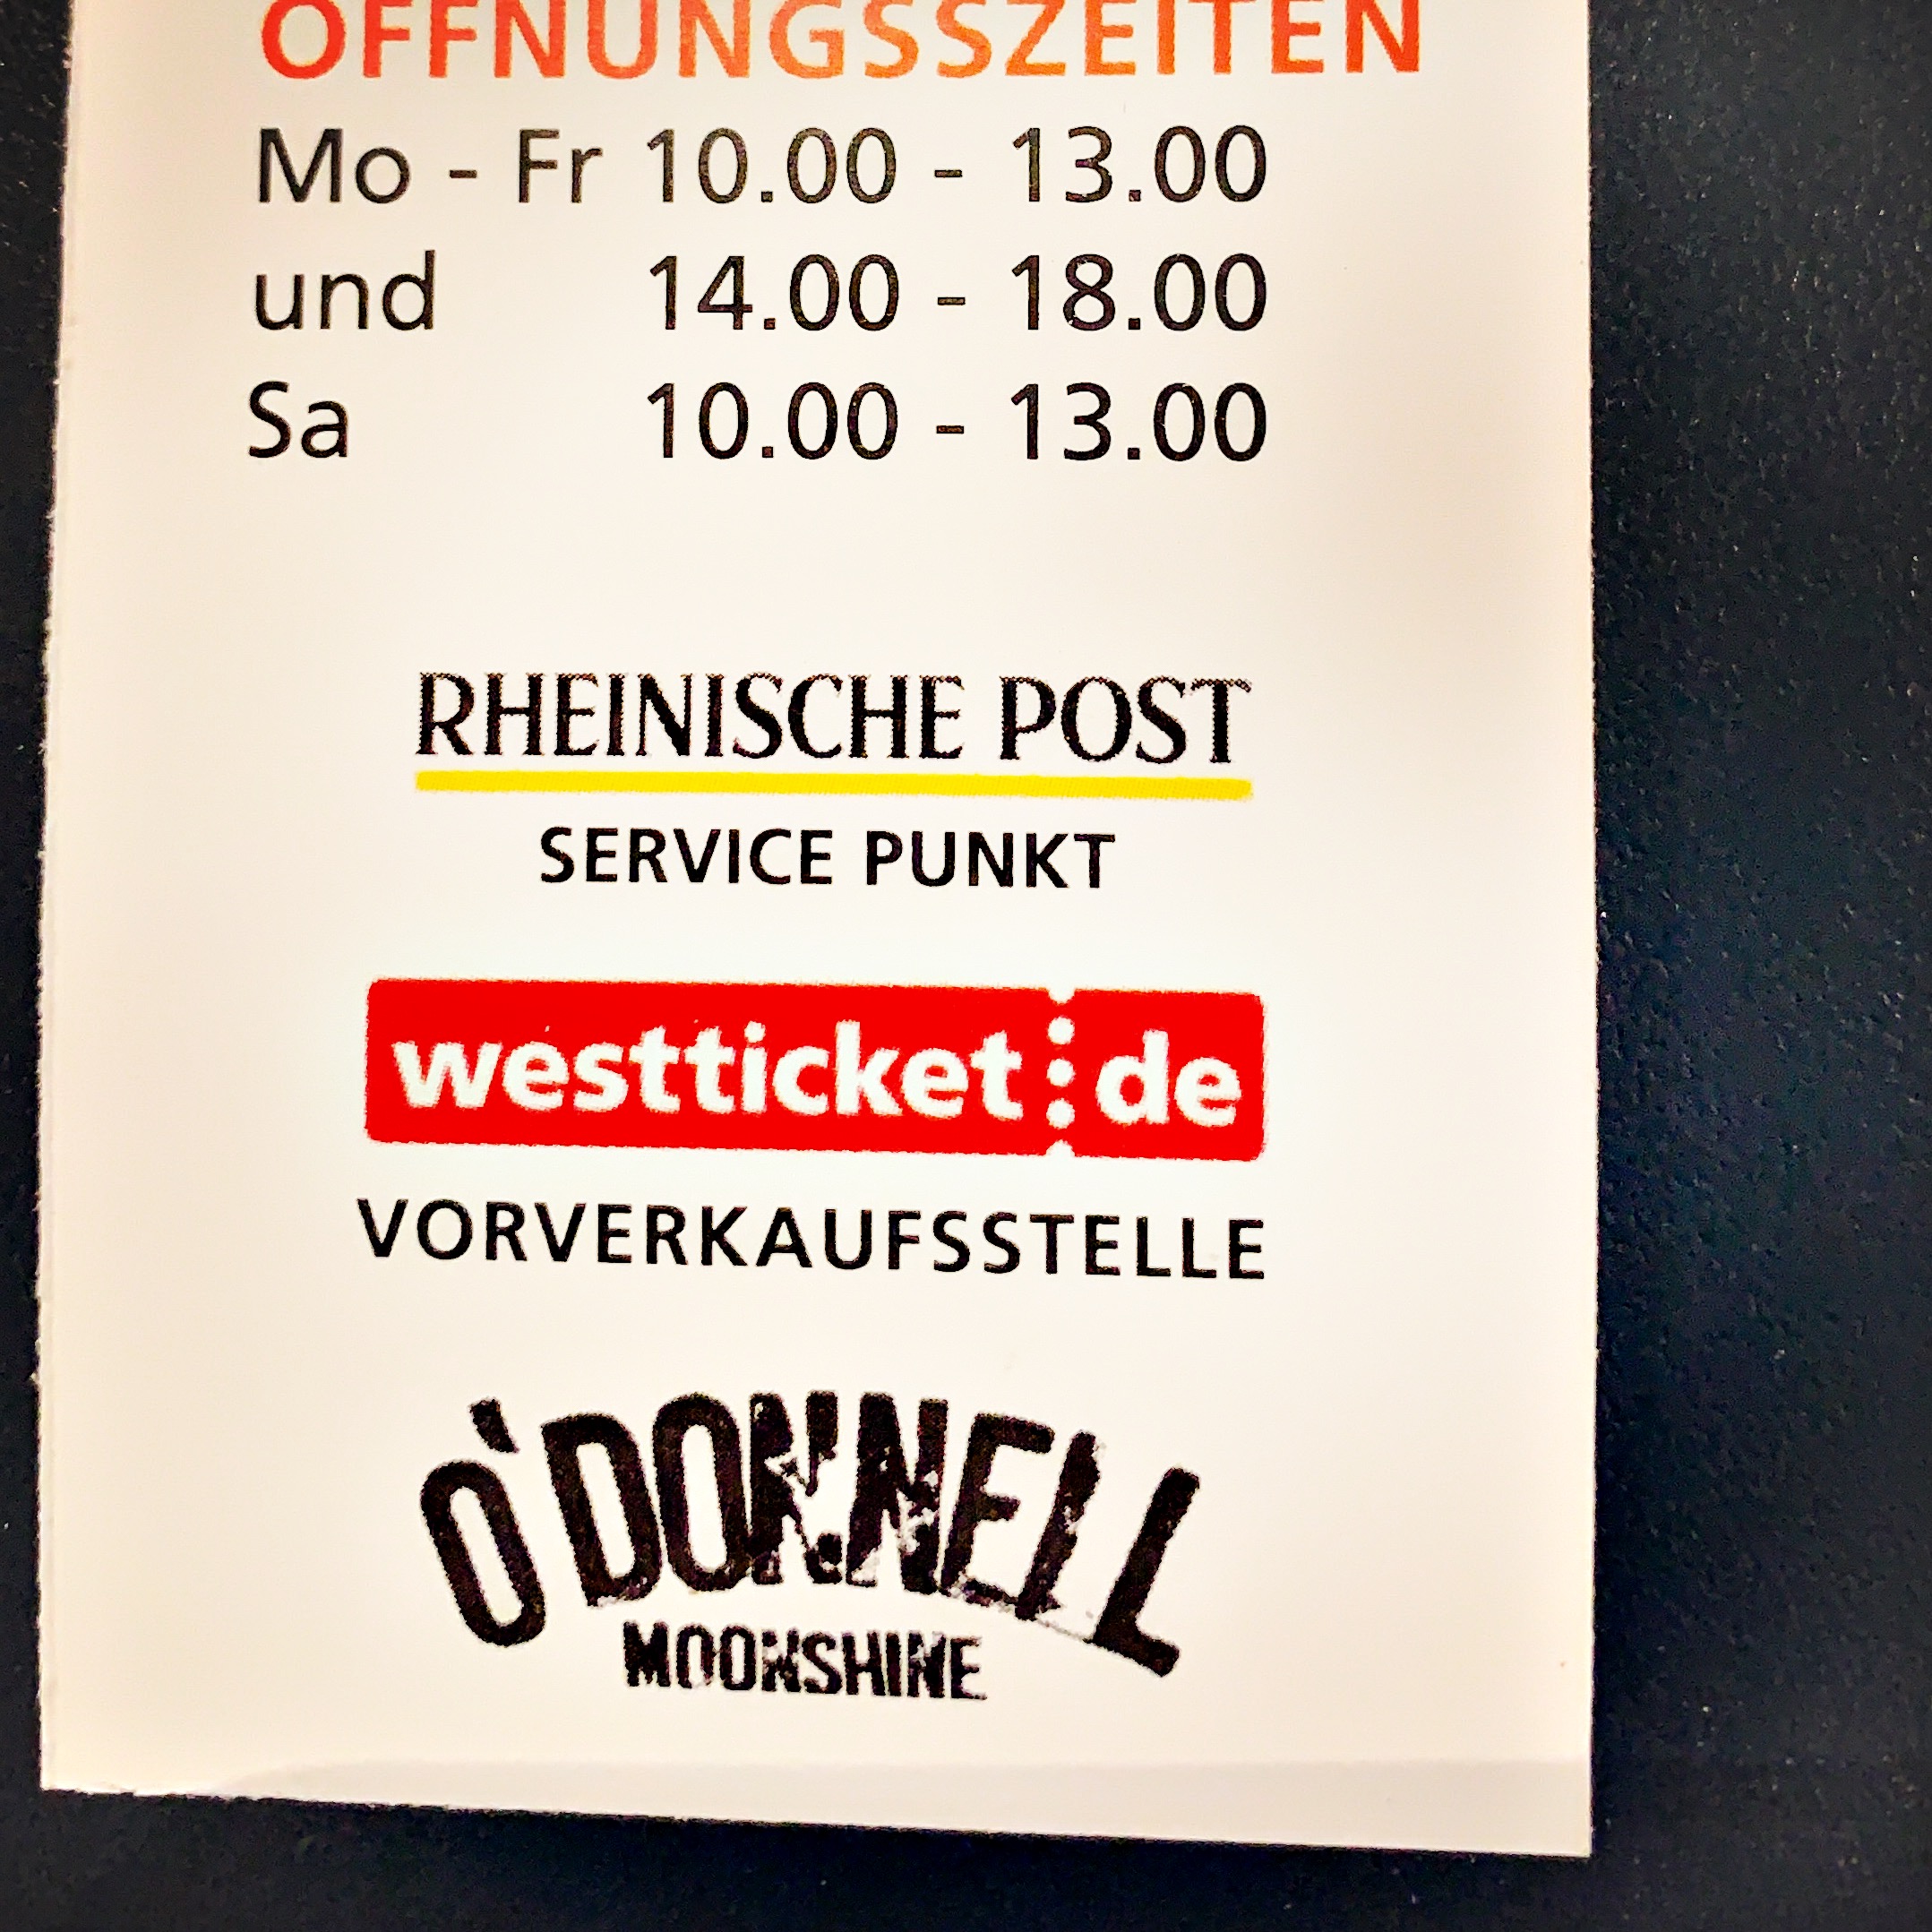 ÖFFNUNGSSZEITEN
Mo - Fr 10.00 - 13.00
und 14.00 - 18.00
Sa 10.00 - 13.00
RHEINISCHE POST
SERVICE PUNKT
westticket:de
VORVERKAUFSSTELLE
O'DONNELL
MOONSHINE